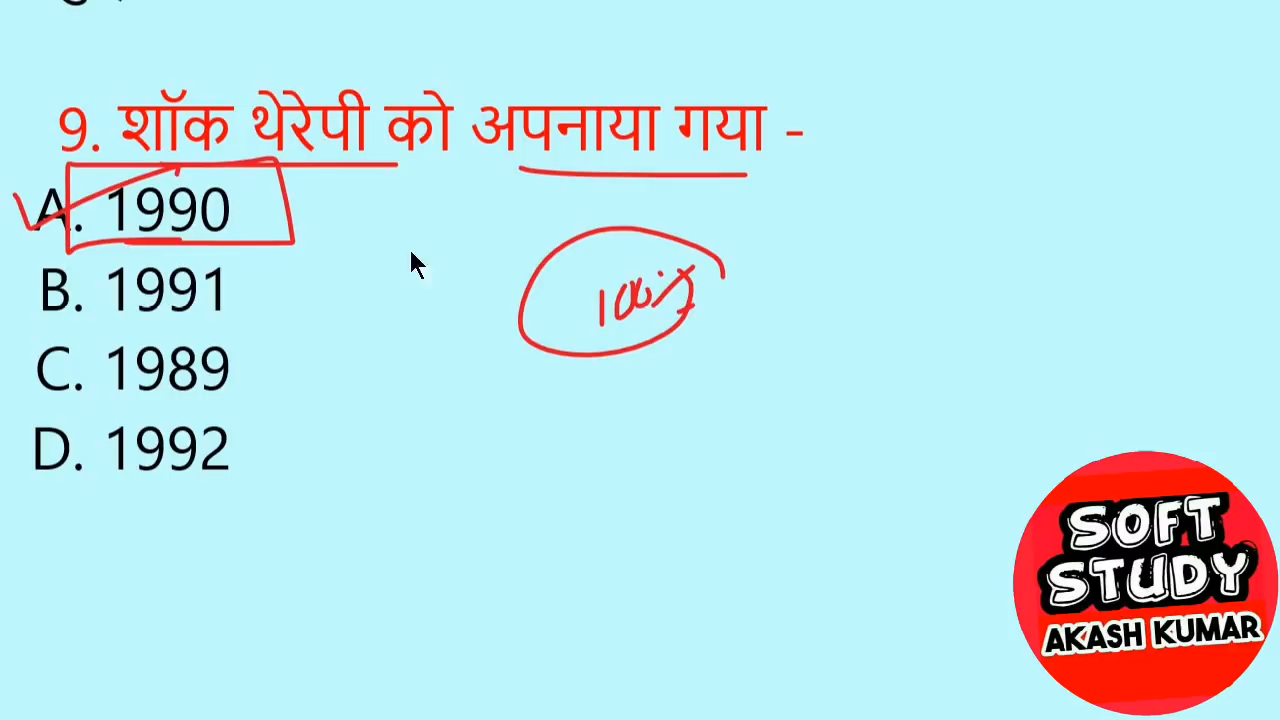 9. शॉक थेरेपी को अपनाया गया -
A. 1990
B. 1991
C. 1989
D. 1992
SOFT
STUDY
AKASH KUMAR